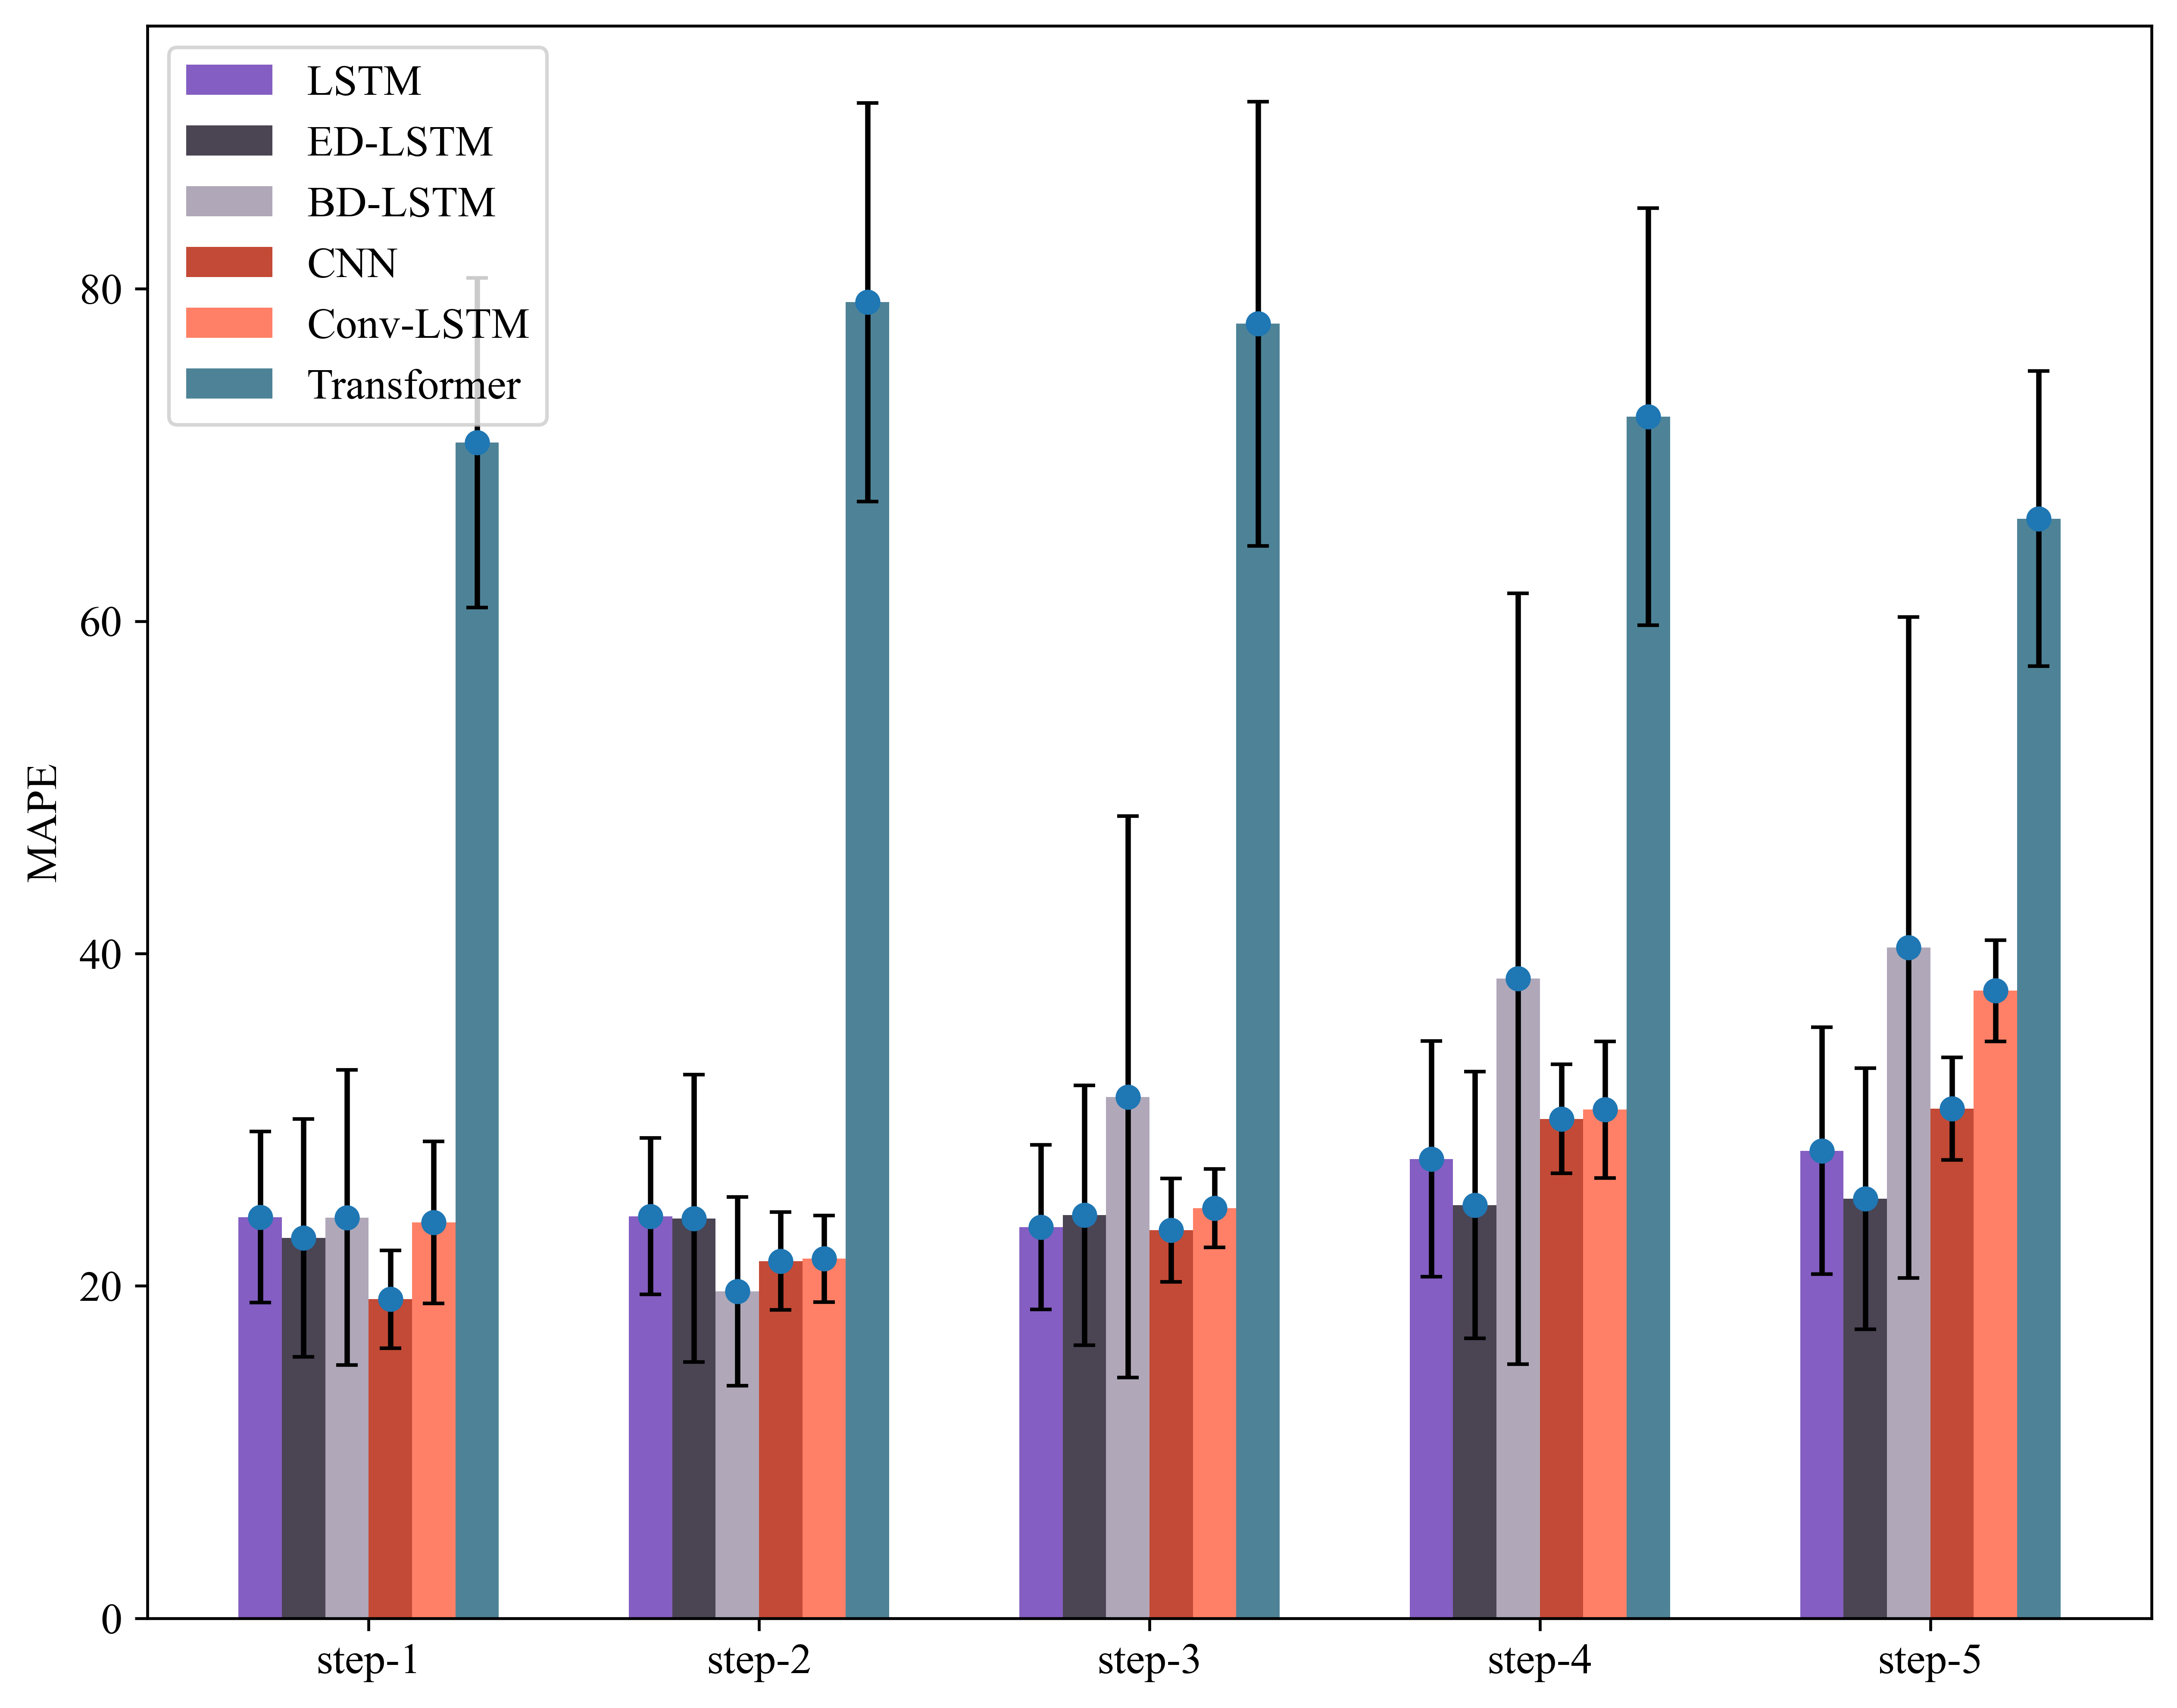 LSTM
ED-LSTM
BD-LSTM
CNN
Conv-LSTM
Transformer
MAPE
80
60
40
20
0
step-1 step-2 step-3 step-4 step-5